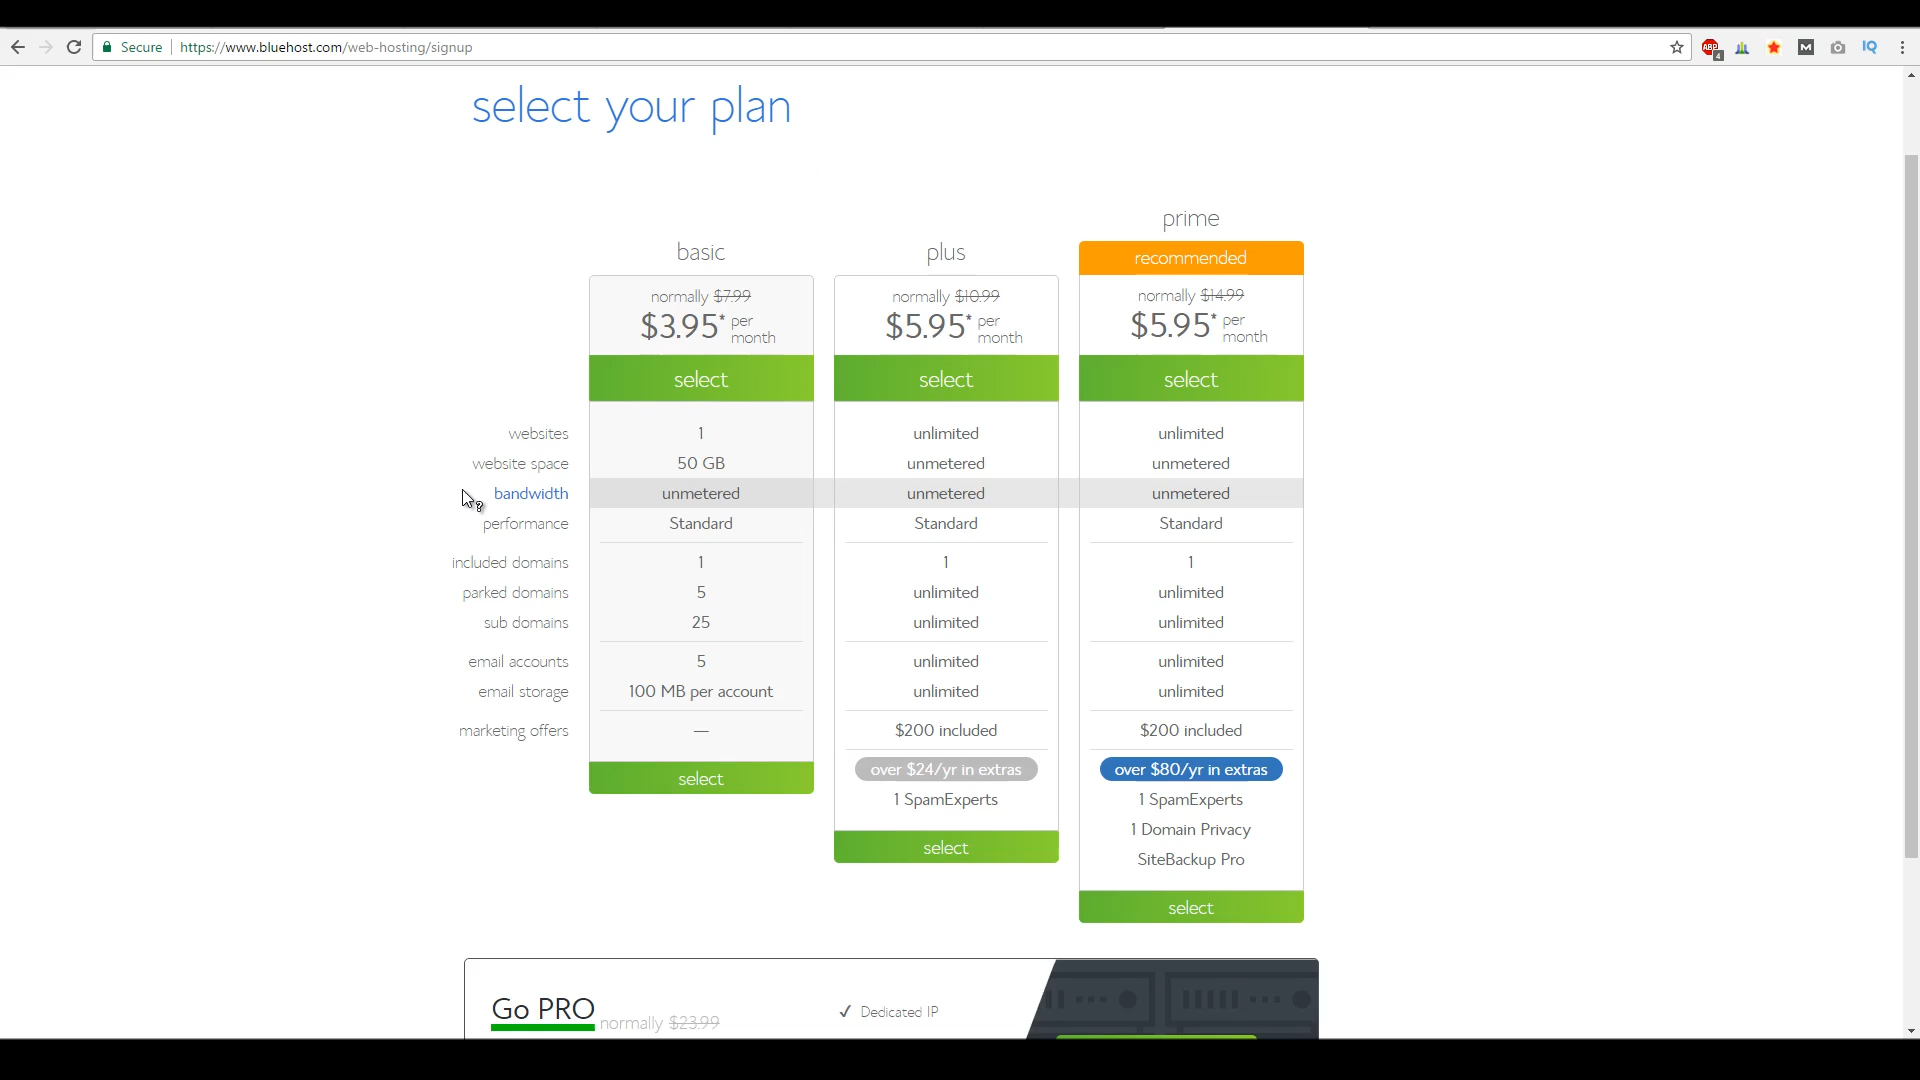 Secure https://www.bluehost.com/web-hosting/signup
ABP
4
M
IQ
select your plan
basic
plus
prime
recommended
normally $7.99
$3.95* per month
normally $10.99
$5.95* per month
normally $14.99
$5.95* per month
select select select
websites 1 unlimited unlimited
website space 50 GB unmetered unmetered
bandwidth unmetered unmetered unmetered
performance Standard Standard Standard
included domains 1 1 1
parked domains 5 unlimited unlimited
sub domains 25 unlimited unlimited
email accounts 5 unlimited unlimited
email storage 100 MB per account unlimited unlimited
marketing offers — $200 included $200 included
select over $24/yr in extras over $80/yr in extras
1 SpamExperts 1 SpamExperts
1 Domain Privacy
select SiteBackup Pro
select
Go PRO normally $23.99 ✓ Dedicated IP